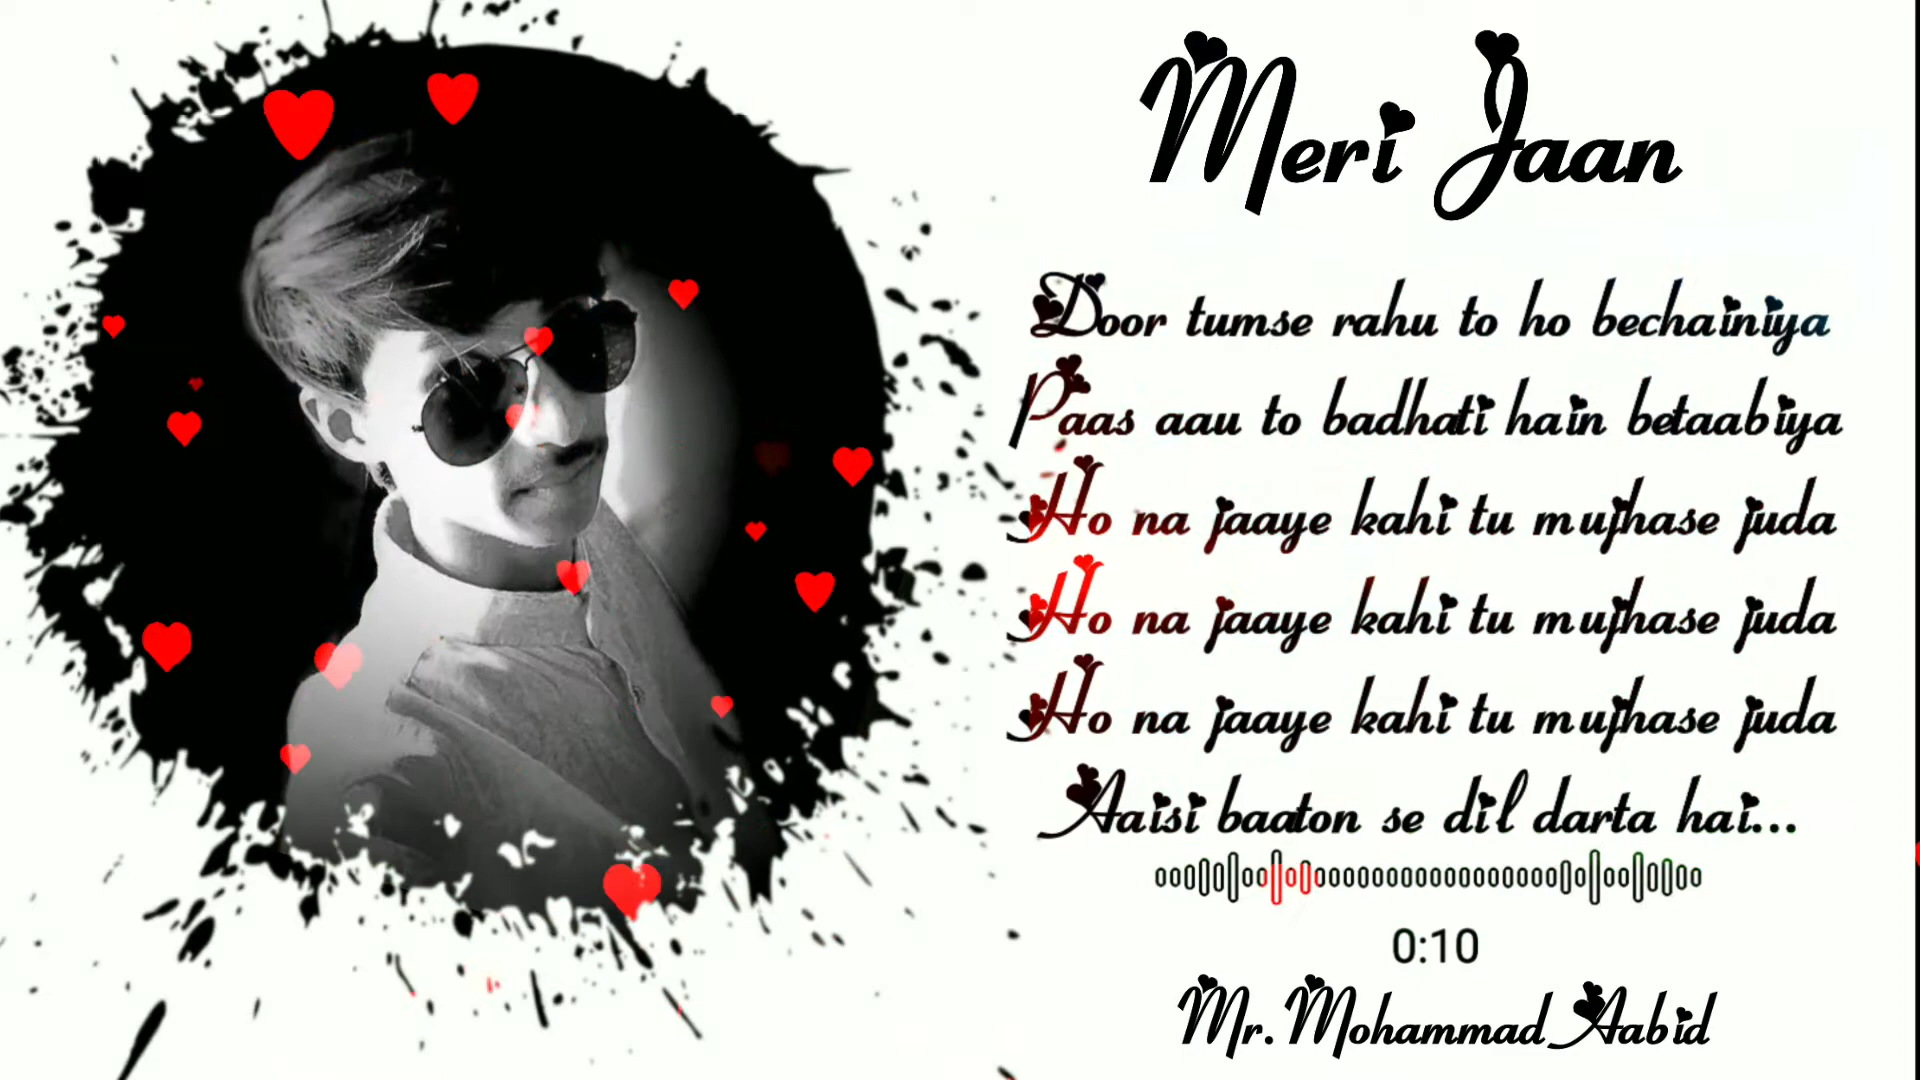 Meri Jaan
Door tumse rahu to ho bechainiya
Paas aau to badhati hain betaabiya
Ho na jaaye kahi tu mujhase juda
Ho na jaaye kahi tu mujhase juda
Ho na jaaye kahi tu mujhase juda
Aaisi baaton se dil darta hai...
0:10
Mr. Mohammad Aabid